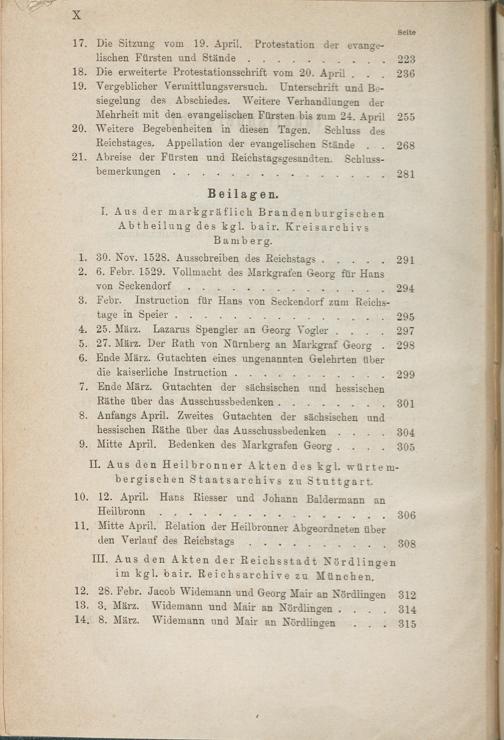 X
Seite
17. Die Sitzung vom 19. April. Protestation der evange-
lischen Fürsten und Stände . . . . . . . . . . 223
18. Die erweiterte Protestationsschrift vom 20. April . . . 236
19. Vergeblicher Vermittlungsversuch. Unterschrift und Be-
siegelung des Abschiedes. Weitere Verhandlungen der
Mehrheit mit den evangelischen Fürsten bis zum 24. April 255
20. Weitere Begebenheiten in diesen Tagen. Schluss des
Reichstages. Appellation der evangelischen Stände . . 268
21. Abreise der Fürsten und Reichstagsgesandten. Schluss-
bemerkungen . . . . . . . . . . . . . . 281
Beilagen.
I. Aus der markgräflich Brandenburgischen
Abtheilung des kgl. bair. Kreisarchivs
Bamberg.
1. 30. Nov. 1528. Ausschreiben des Reichstags . . . . . 291
2. 6. Febr. 1529. Vollmacht des Markgrafen Georg für Hans
von Seckendorf . . . . . . . . . . . . . 294
3. Febr. Instruction für Hans von Seckendorf zum Reichs-
tage in Speier . . . . . . . . . . . . . . 295
4. 25. März. Lazarus Spengler an Georg Vogler . . . . 297
5. 27. März. Der Rath von Nürnberg an Markgraf Georg . 298
6. Ende März. Gutachten eines ungenannten Gelehrten über
die kaiserliche Instruction . . . . . . . . . . 299
7. Ende März. Gutachten der sächsischen und hessischen
Räthe über das Ausschussbedenken . . . . . . . 301
8. Anfangs April. Zweites Gutachten der sächsischen und
hessischen Räthe über das Ausschussbedenken . . . . 304
9. Mitte April. Bedenken des Markgrafen Georg . . . . 305
II. Aus den Heilbronner Akten des kgl. würtem-
bergischen Staatsarchivs zu Stuttgart.
10. 12. April. Hans Riesser und Johann Baldermann an
Heilbronn . . . . . . . . . . . . . . . 306
11. Mitte April. Relation der Heilbronner Abgeordneten über
den Verlauf des Reichstags . . . . . . . . . 308
III. Aus den Akten der Reichsstadt Nördlingen
im kgl. bair. Reichsarchive zu München.
12. 28. Febr. Jacob Widemann und Georg Mair an Nördlingen 312
13. 3. März. Widemann und Mair an Nördlingen . . . . 314
14. 8. März. Widemann und Mair an Nördlingen . . . 315